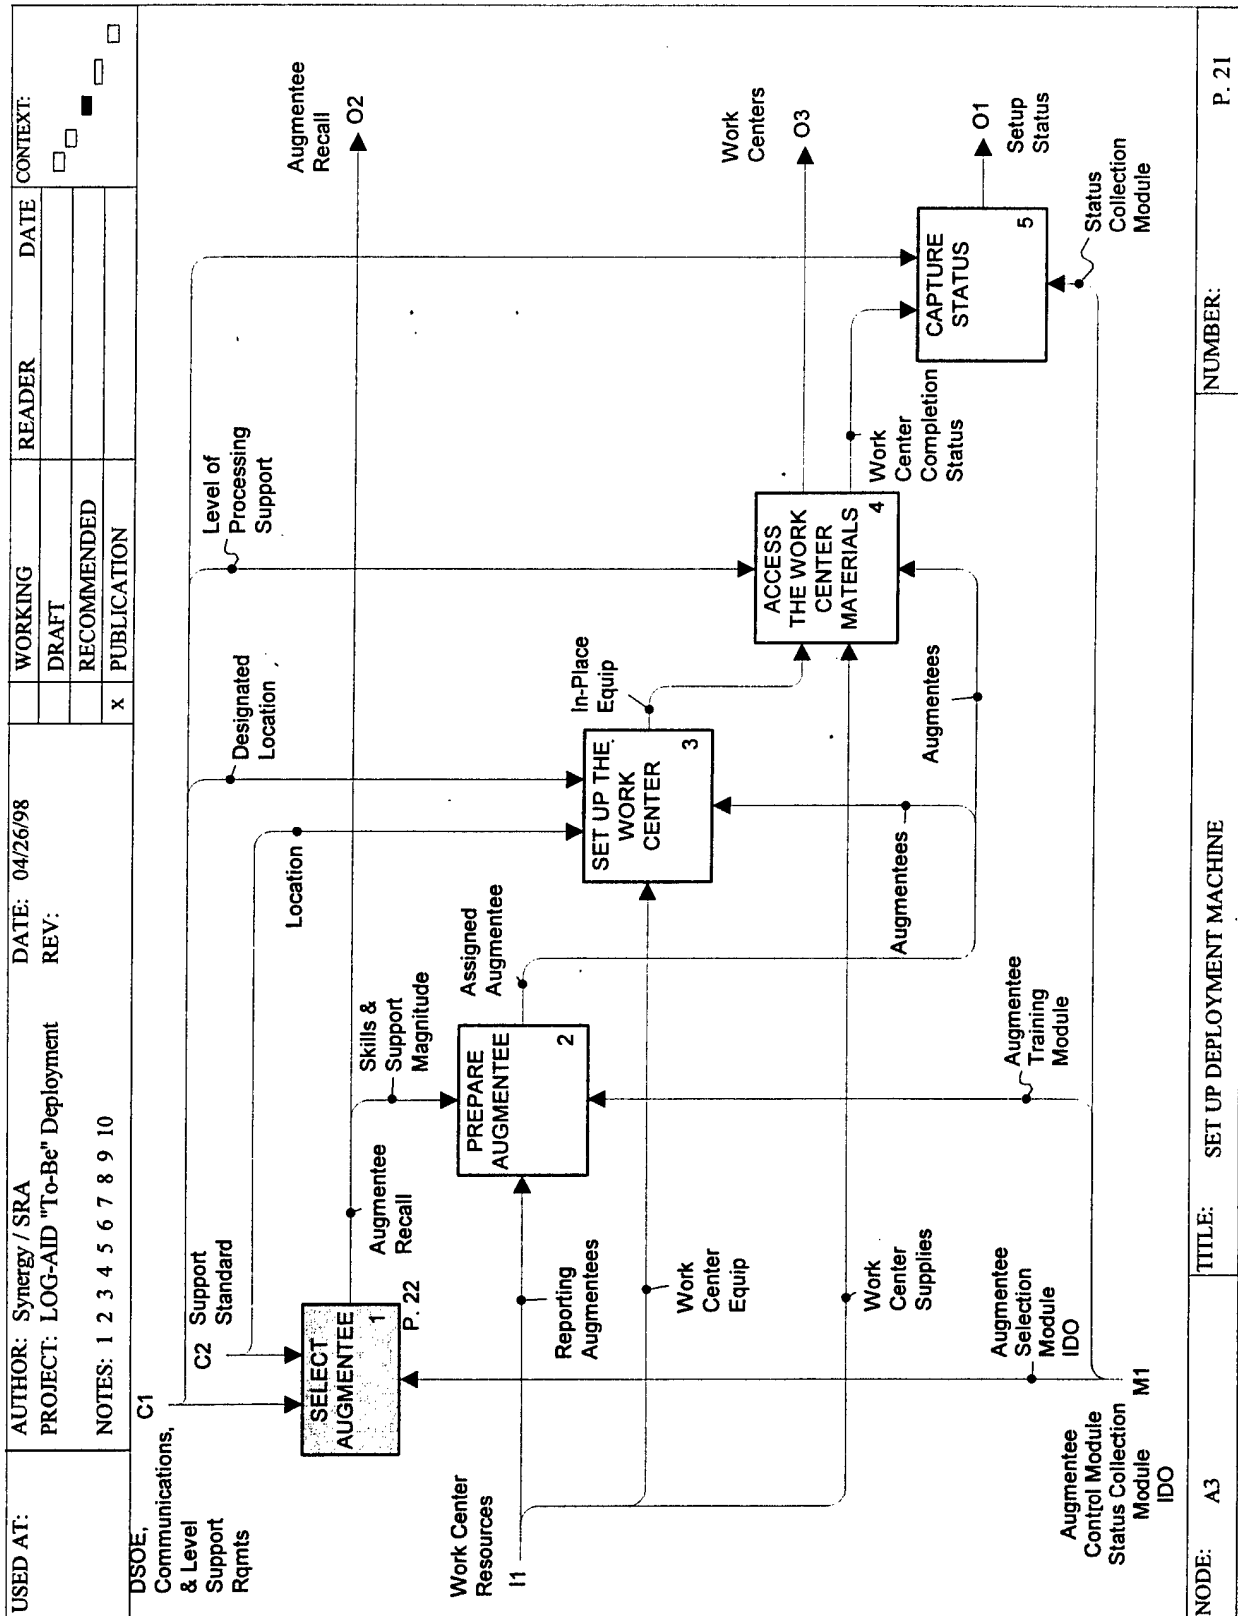 USED AT:
AUTHOR: Synergy / SRA
DATE: 04/26/98
PROJECT: LOG-AID "To-Be" Deployment
REV:
NOTES: 1 2 3 4 5 6 7 8 9 10
WORKING
DRAFT
RECOMMENDED
x PUBLICATION
READER
DATE
CONTEXT:
DSOE,
Communications,
& Level
Support
Rqmts
C1
C2
Support
Standard
Location
Designated
Location
Level of
Processing
Support
SELECT
AUGMENTEE
1
P. 22
Augmentee
Recall
Skills &
Support
Magnitude
Augmentee
Recall
O2
Work Center
Resources
I1
Reporting
Augmentees
PREPARE
AUGMENTEE
2
Assigned
Augmentee
Work
Center
Equip
SET UP THE
WORK
CENTER
3
In-Place
Equip
Work
Center
Supplies
ACCESS
THE WORK
CENTER
MATERIALS
4
Work
Centers
O3
Work
Center
Completion
Status
Augmentees
Augmentees
CAPTURE
STATUS
5
O1
Setup
Status
Status
Collection
Module
Augmentee
Training
Module
Augmentee
Selection
Module
IDO
Augmentee
Control Module
Status Collection
Module
IDO
M1
NODE: A3
TITLE: SET UP DEPLOYMENT MACHINE
NUMBER:
P. 21